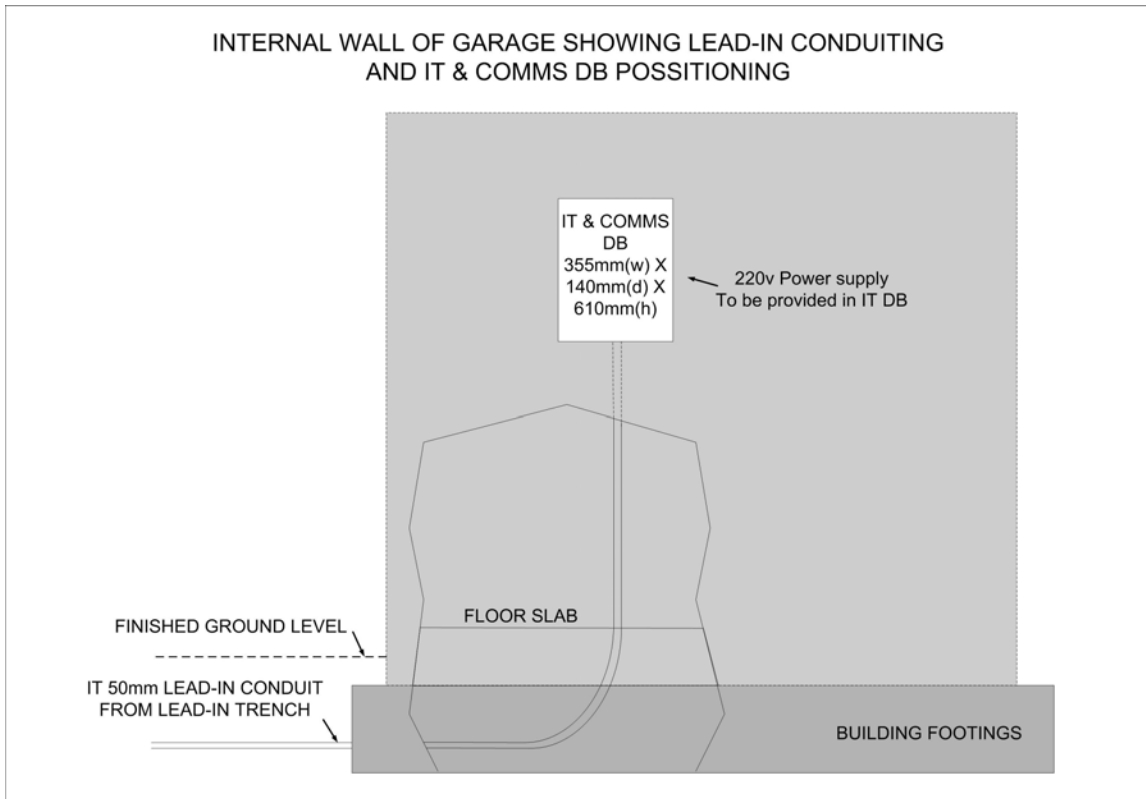 INTERNAL WALL OF GARAGE SHOWING LEAD-IN CONDUITING
AND IT & COMMS DB POSSITIONING
IT & COMMS
DB
355mm(w) X
140mm(d) X
610mm(h)
220v Power supply
To be provided in IT DB
FLOOR SLAB
FINISHED GROUND LEVEL
IT 50mm LEAD-IN CONDUIT
FROM LEAD-IN TRENCH
BUILDING FOOTINGS